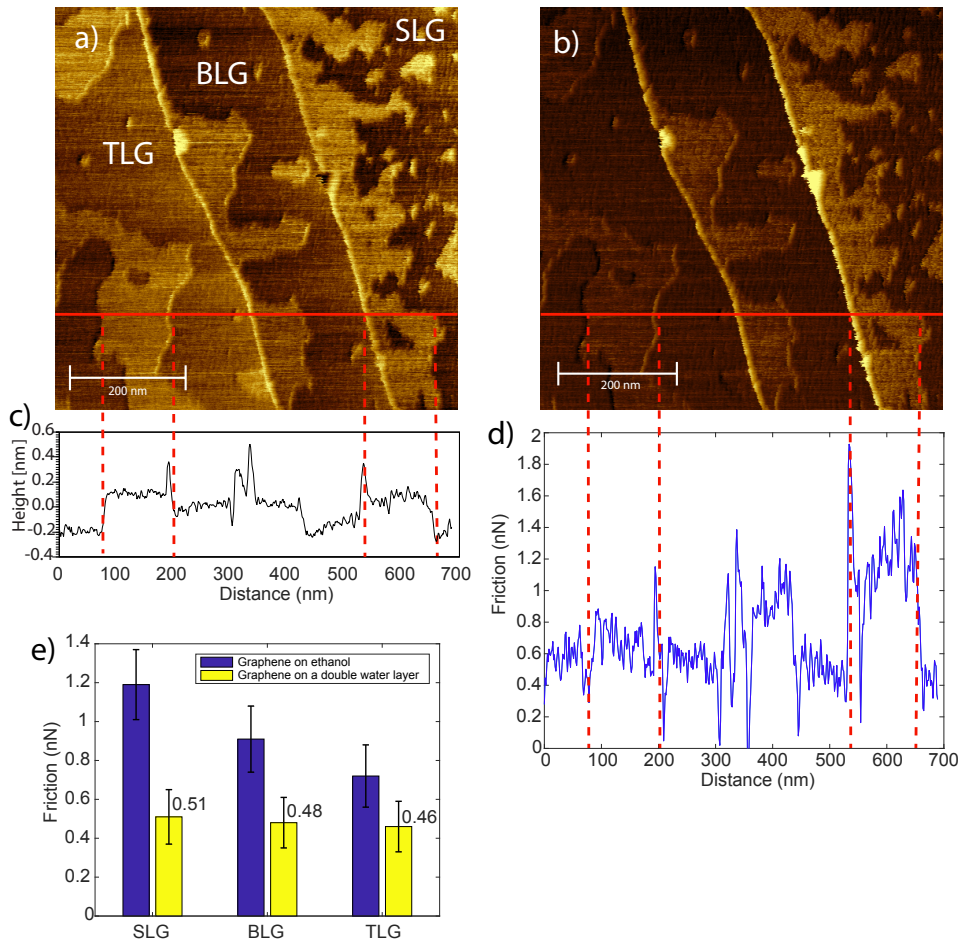 a)
SLG
BLG
TLG
200 nm
b)
200 nm
c)
Height [nm]
0.6
0.4
0.2
0.0
-0.2
-0.4
0 100 200 300 400 500 600 700
Distance (nm)
d)
Friction (nN)
2
1.8
1.6
1.4
1.2
1
0.8
0.6
0.4
0.2
0
0 100 200 300 400 500 600 700
Distance (nm)
e)
Friction (nN)
1.4
1.2
1
0.8
0.6
0.4
0.2
0
Graphene on ethanol
Graphene on a double water layer
0.51
0.48
0.46
SLG BLG TLG